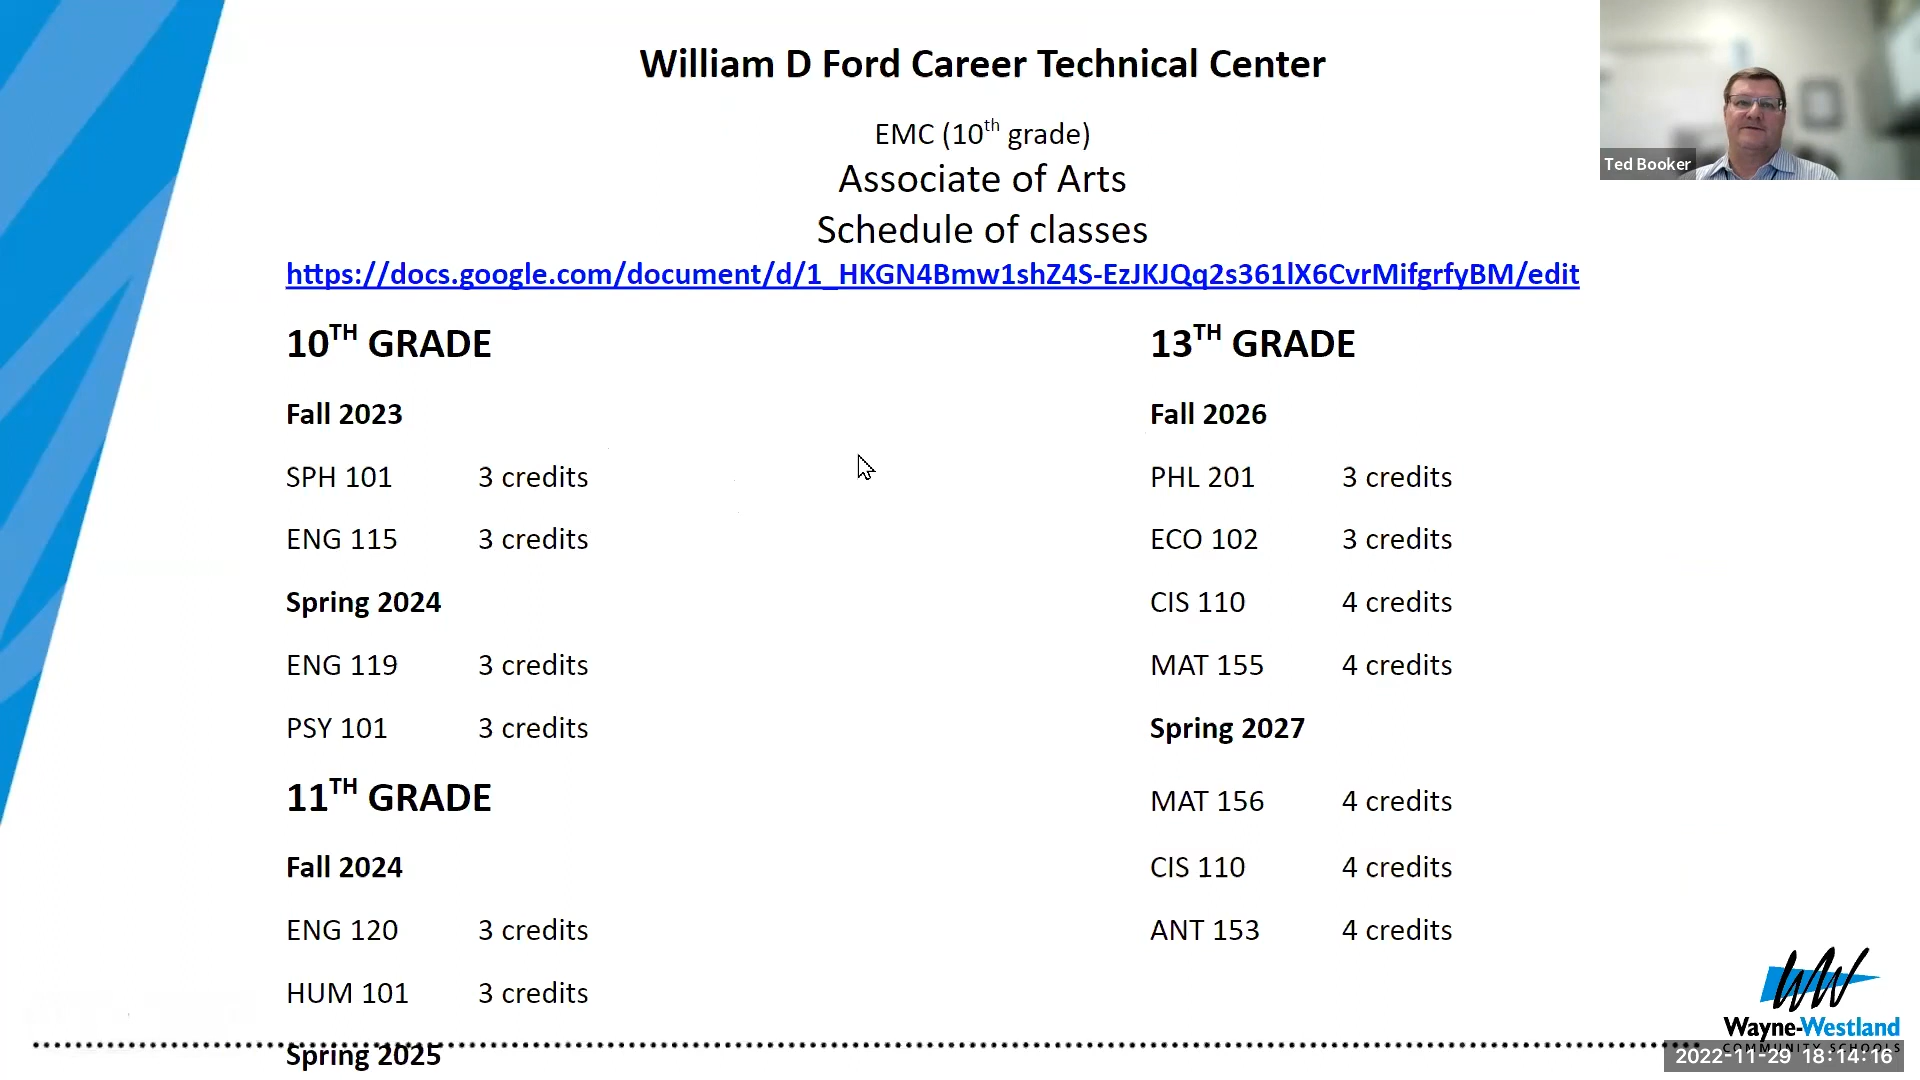 William D Ford Career Technical Center
EMC (10th grade)
Associate of Arts
Schedule of classes
https://docs.google.com/document/d/1_HKGN4Bmw1shZ4S-EzJKJQq2s361lX6CvrMifgrfyBM/edit
10TH GRADE
Fall 2023
SPH 101 3 credits
ENG 115 3 credits
Spring 2024
ENG 119 3 credits
PSY 101 3 credits
11TH GRADE
Fall 2024
ENG 120 3 credits
HUM 101 3 credits
Spring 2025
13TH GRADE
Fall 2026
PHL 201 3 credits
ECO 102 3 credits
CIS 110 4 credits
MAT 155 4 credits
Spring 2027
MAT 156 4 credits
CIS 110 4 credits
ANT 153 4 credits
Ted Booker
WW
Wayne-Westland
COMMUNITY SCHOOLS
2022-11-29 18:14:16